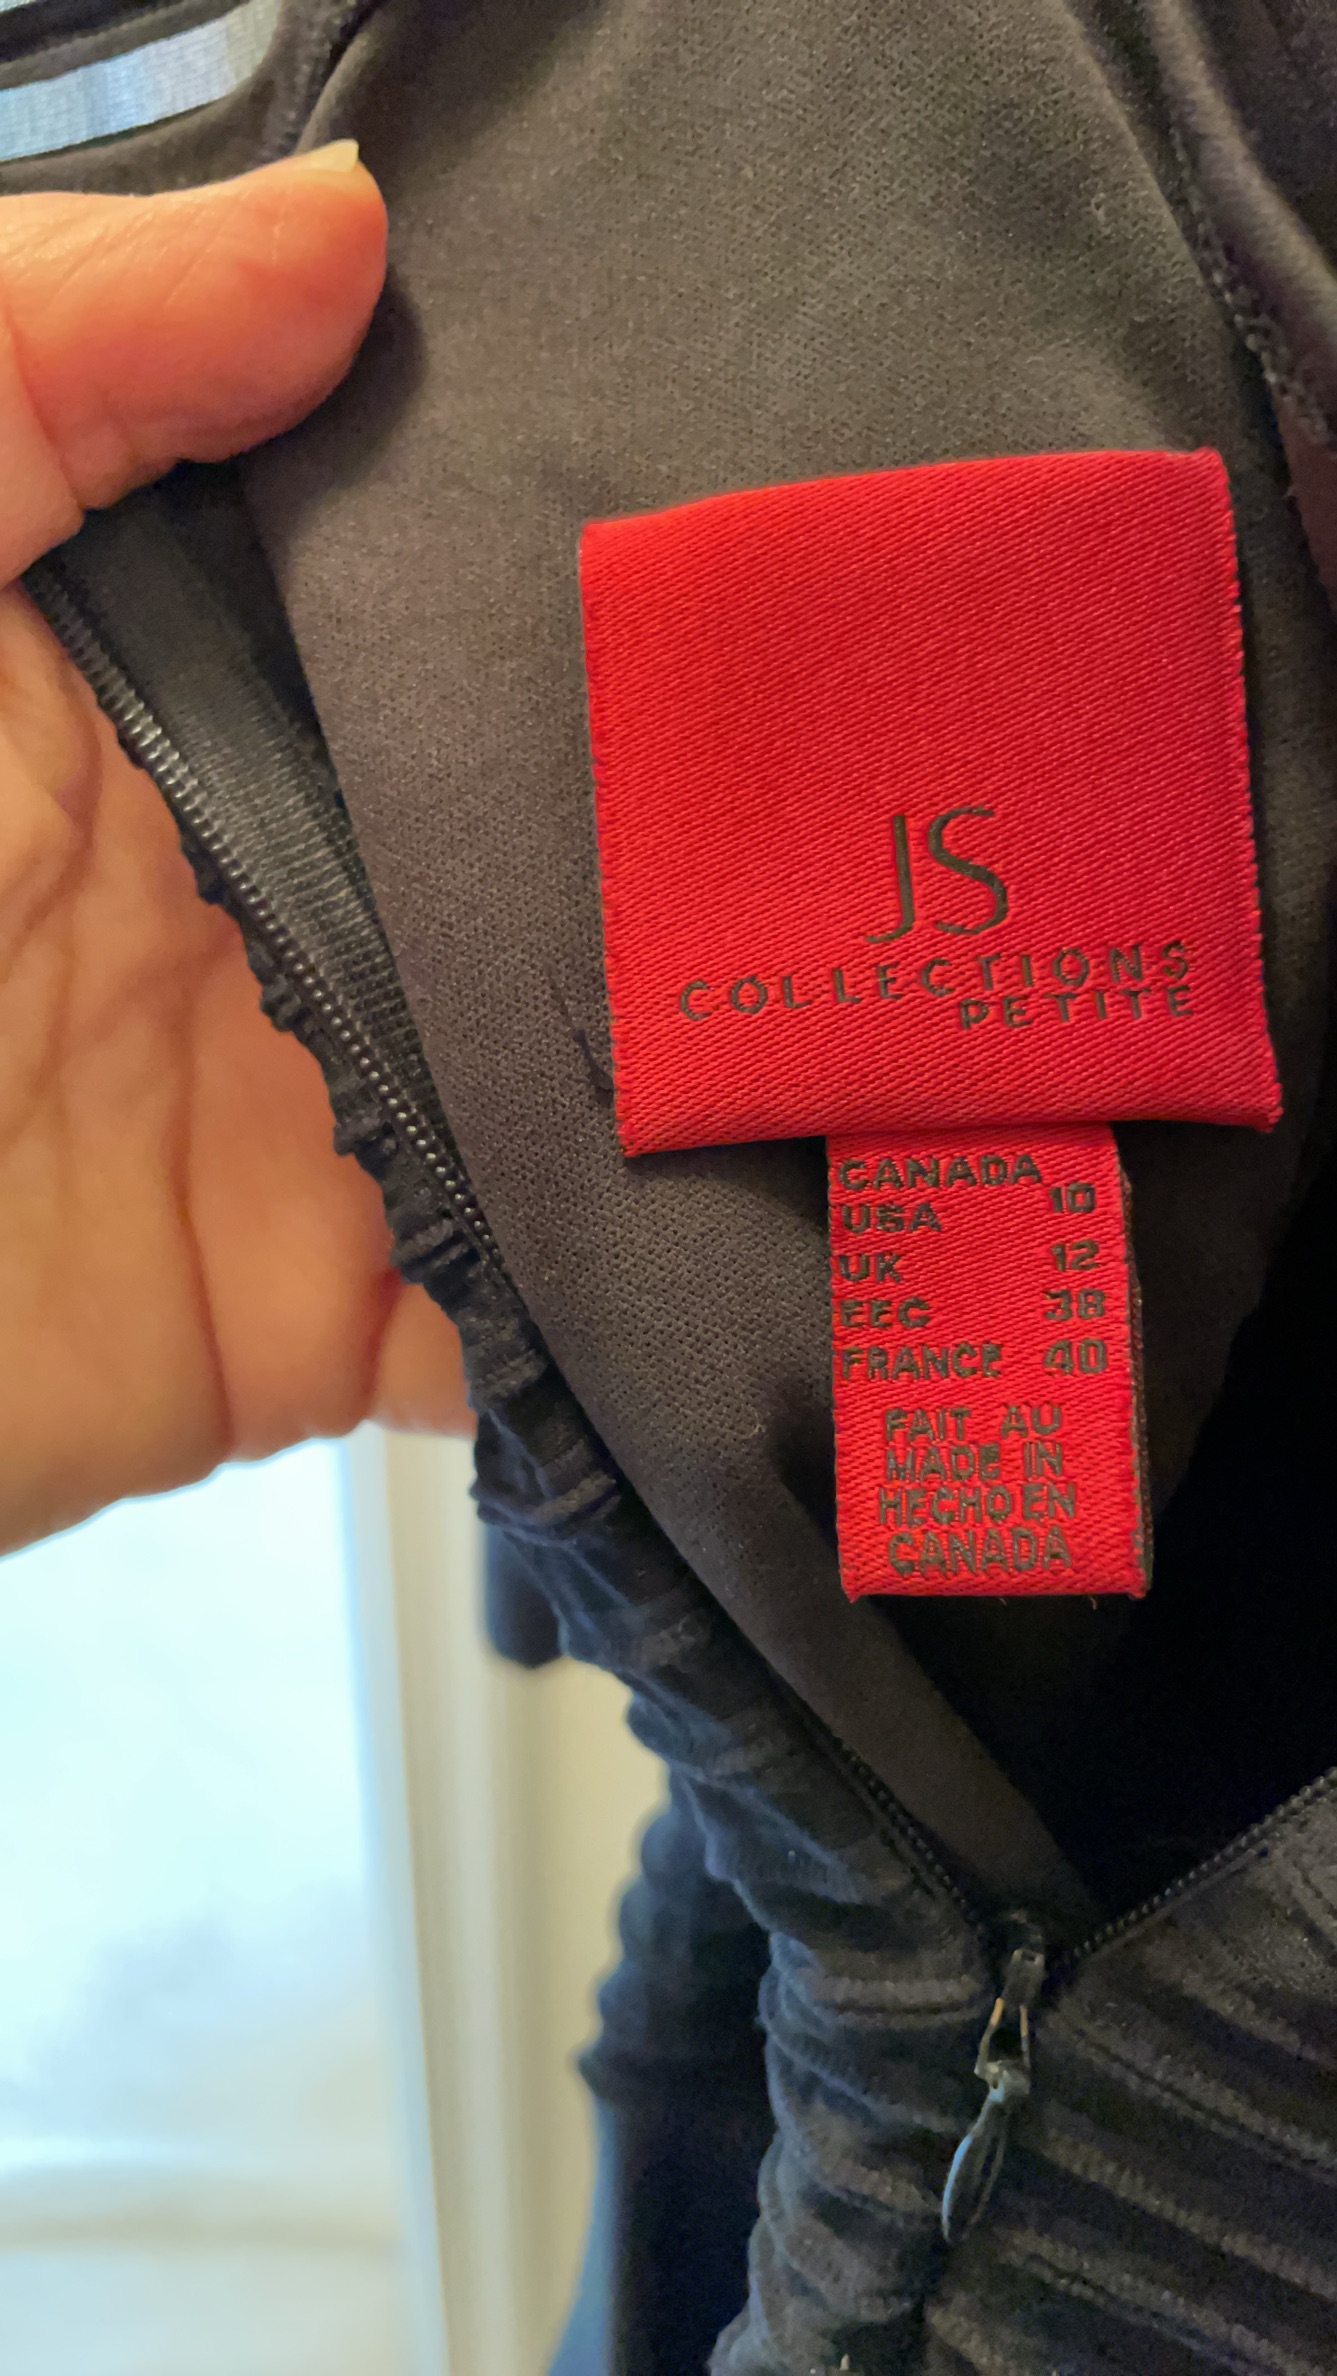 JS
COLLECTIONS
PETITE
CANADA
USA 10
UK 12
EEC 38
FRANCE 40
FAIT AU
MADE IN
HECHO EN
CANADA